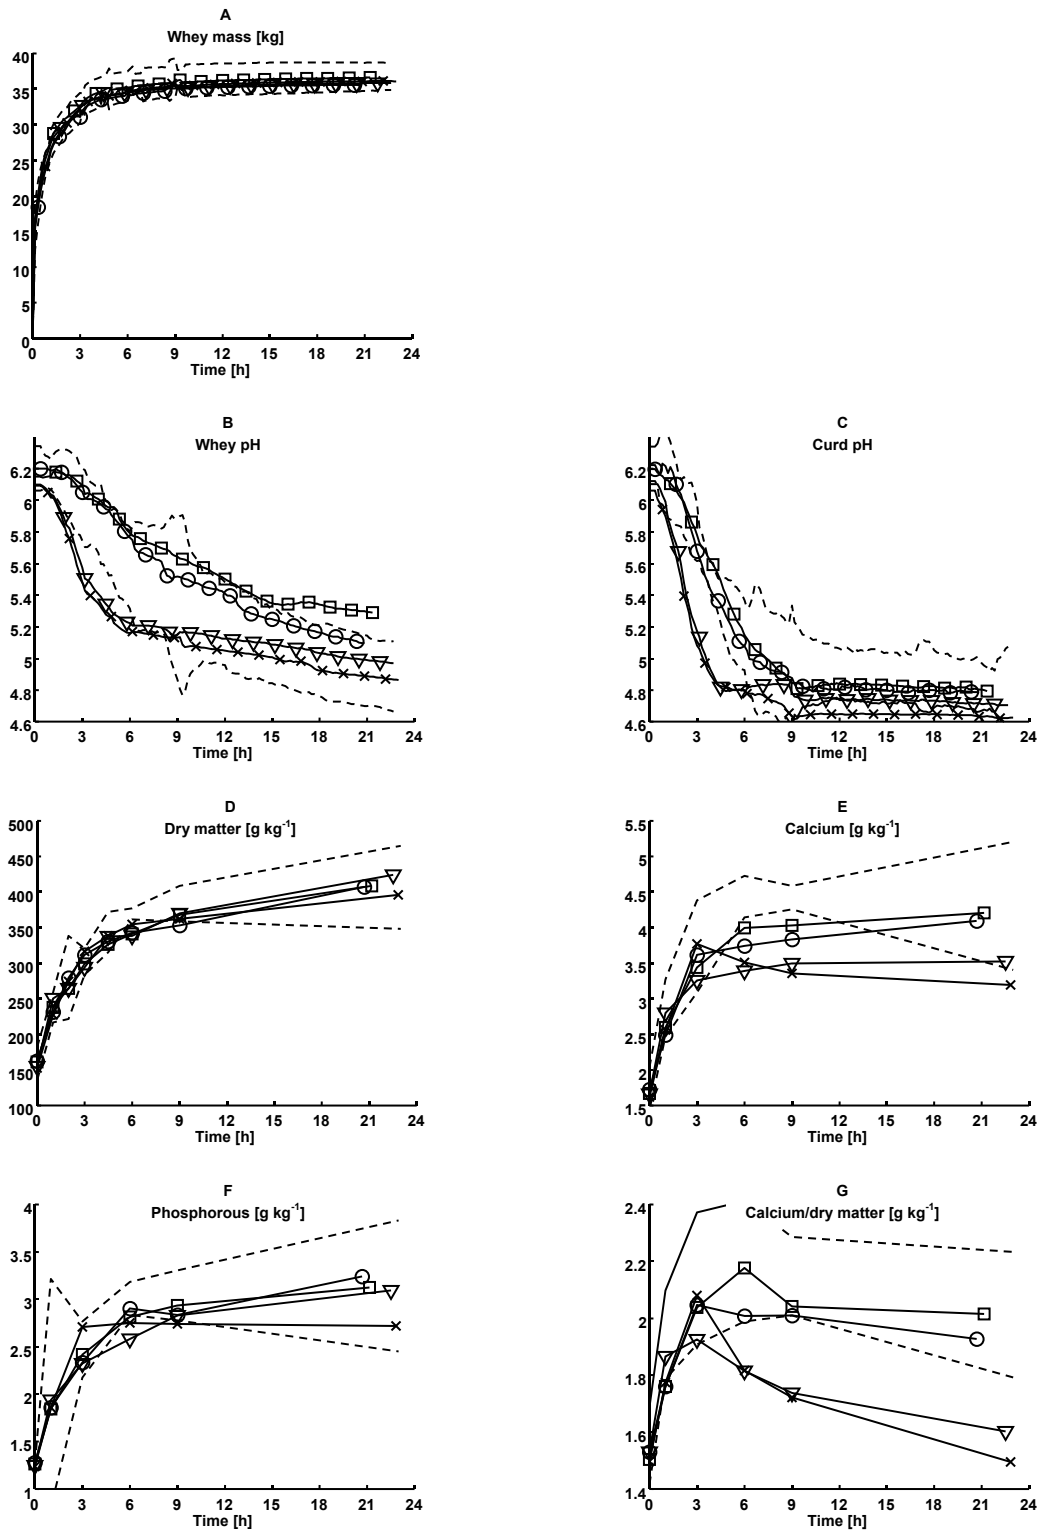 A
Whey mass [kg]
40
35
30
25
20
15
10
5
0
0 3 6 9 12 15 18 21 24
Time [h]
B
Whey pH
6.2
6
5.8
5.6
5.4
5.2
5
4.8
4.6
0 3 6 9 12 15 18 21 24
Time [h]
C
Curd pH
6.2
6
5.8
5.6
5.4
5.2
5
4.8
4.6
0 3 6 9 12 15 18 21 24
Time [h]
D
Dry matter [g kg⁻¹]
500
450
400
350
300
250
200
150
100
0 3 6 9 12 15 18 21 24
Time [h]
E
Calcium [g kg⁻¹]
5.5
5
4.5
4
3.5
3
2.5
2
1.5
0 3 6 9 12 15 18 21 24
Time [h]
F
Phosphorous [g kg⁻¹]
4
3.5
3
2.5
2
1.5
1
0 3 6 9 12 15 18 21 24
Time [h]
G
Calcium/dry matter [g kg⁻¹]
2.4
2.2
2
1.8
1.6
1.4
0 3 6 9 12 15 18 21 24
Time [h]